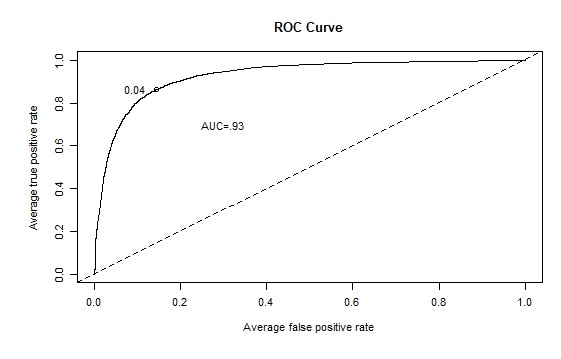 ROC Curve
Average true positive rate
1.0
0.8
0.6
0.4
0.2
0.0
0.04
AUC=.93
0.0 0.2 0.4 0.6 0.8 1.0
Average false positive rate